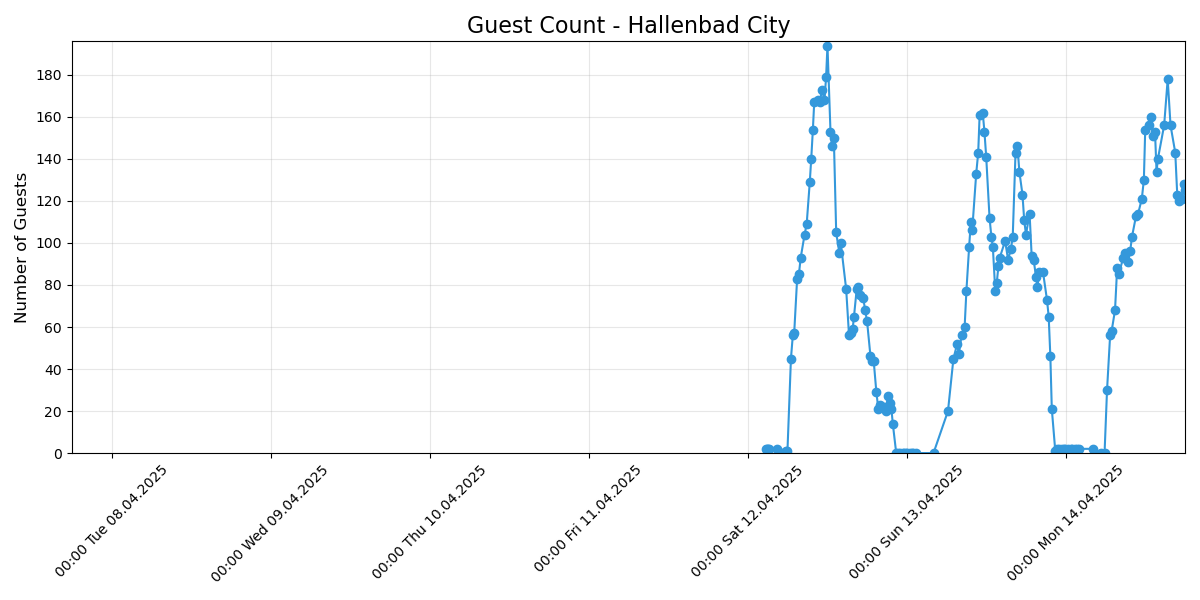 Guest Count - Hallenbad City
Number of Guests
180
160
140
120
100
80
60
40
20
0
00:00 Tue 08.04.2025
00:00 Wed 09.04.2025
00:00 Thu 10.04.2025
00:00 Fri 11.04.2025
00:00 Sat 12.04.2025
00:00 Sun 13.04.2025
00:00 Mon 14.04.2025